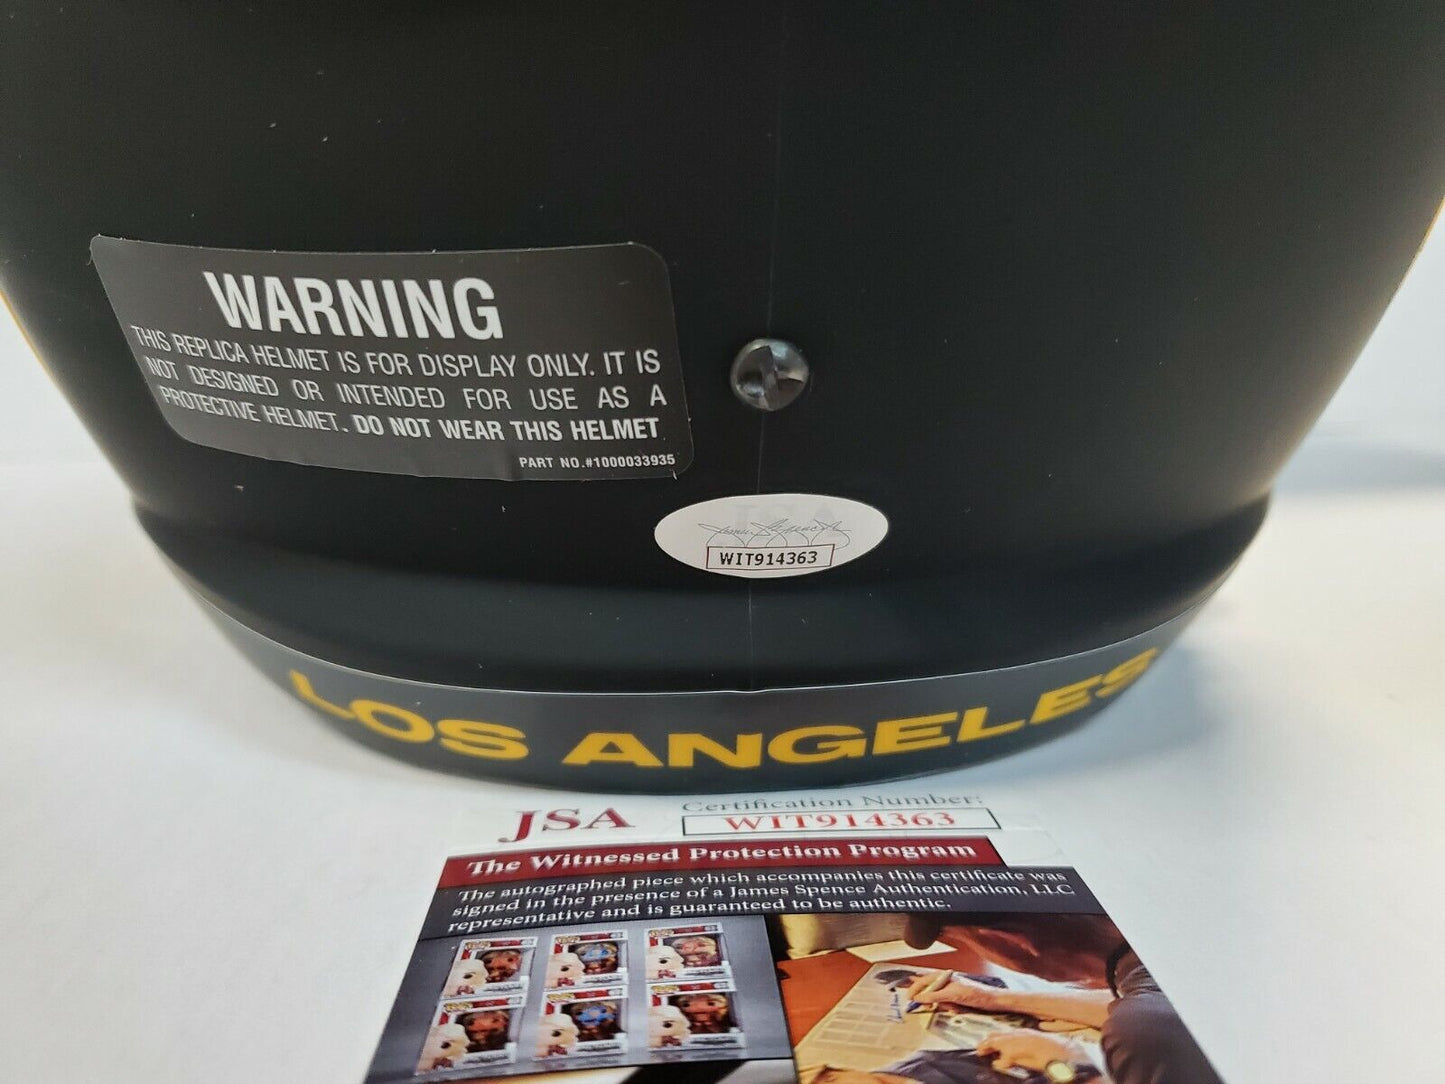 WARNING
THIS REPLICA HELMET IS FOR DISPLAY ONLY. IT IS
NOT DESIGNED OR INTENDED FOR USE AS A
PROTECTIVE HELMET. DO NOT WEAR THIS HELMET
PART NO.#1000033935
WIT914363
LOS ANGELES
JSA
Certification Number:
WIT914363
The Witnessed Protection Program
The autographed piece which accompanies this certificate was
signed in the presence of a James Spence Authentication, LLC
representative and is guaranteed to be authentic.